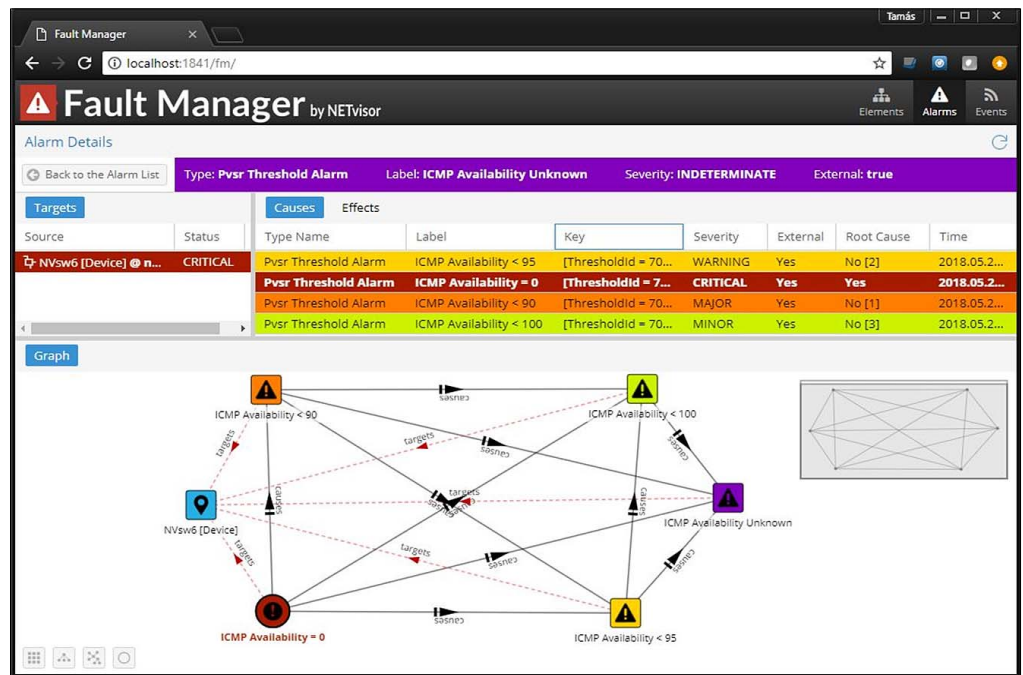 Tamás
Fault Manager
localhost:1841/fm/
Fault Manager by NETvisor
Elements Alarms Events
Alarm Details
Back to the Alarm List Type: Pvsr Threshold Alarm Label: ICMP Availability Unknown Severity: INDETERMINATE External: true
Targets Causes Effects
Source Status Type Name Label Key Severity External Root Cause Time
NVsw6 [Device] @ n... CRITICAL Pvsr Threshold Alarm ICMP Availability < 95 [ThresholdId = 70... WARNING Yes No [2] 2018.05.2...
Pvsr Threshold Alarm ICMP Availability = 0 [ThresholdId = 7... CRITICAL Yes Yes 2018.05.2...
Pvsr Threshold Alarm ICMP Availability < 90 [ThresholdId = 70... MAJOR Yes No [1] 2018.05.2...
Pvsr Threshold Alarm ICMP Availability < 100 [ThresholdId = 70... MINOR Yes No [3] 2018.05.2...
Graph
causes
ICMP Availability < 90 ICMP Availability < 100
targets targets causes causes
causes targets causes causes causes
NVsw6 [Device] ICMP Availability Unknown
targets targets causes causes
causes
ICMP Availability = 0 ICMP Availability < 95